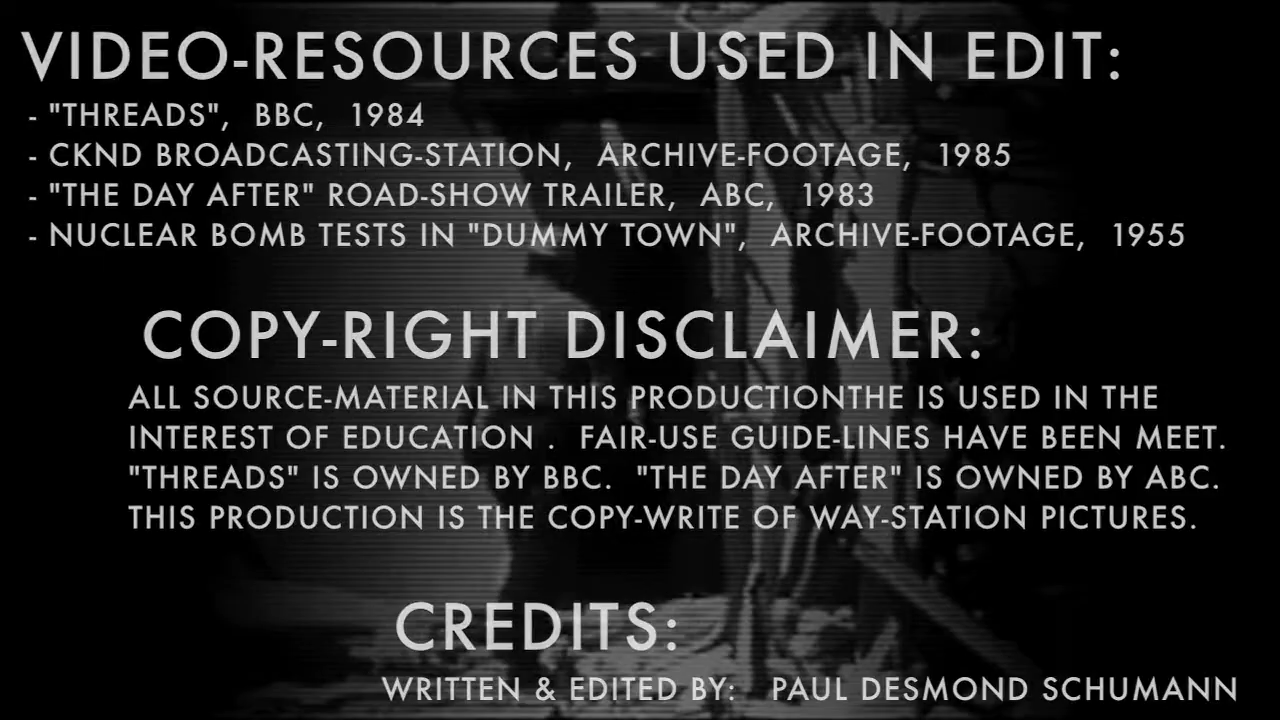 VIDEO-RESOURCES USED IN EDIT:
- "THREADS", BBC, 1984
- CKND BROADCASTING-STATION, ARCHIVE-FOOTAGE, 1985
- "THE DAY AFTER" ROAD-SHOW TRAILER, ABC, 1983
- NUCLEAR BOMB TESTS IN "DUMMY TOWN", ARCHIVE-FOOTAGE, 1955
COPY-RIGHT DISCLAIMER:
ALL SOURCE-MATERIAL IN THIS PRODUCTIONTHE IS USED IN THE
INTEREST OF EDUCATION . FAIR-USE GUIDE-LINES HAVE BEEN MEET.
"THREADS" IS OWNED BY BBC. "THE DAY AFTER" IS OWNED BY ABC.
THIS PRODUCTION IS THE COPY-WRITE OF WAY-STATION PICTURES.
CREDITS:
WRITTEN & EDITED BY: PAUL DESMOND SCHUMANN